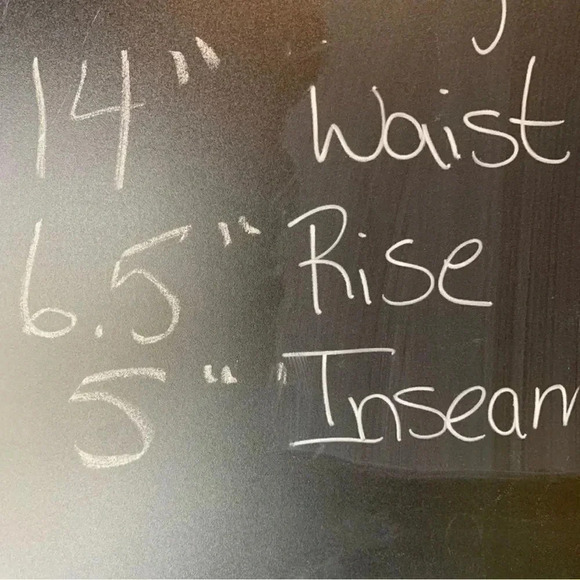 14" Waist
6.5" Rise
5" Inseam